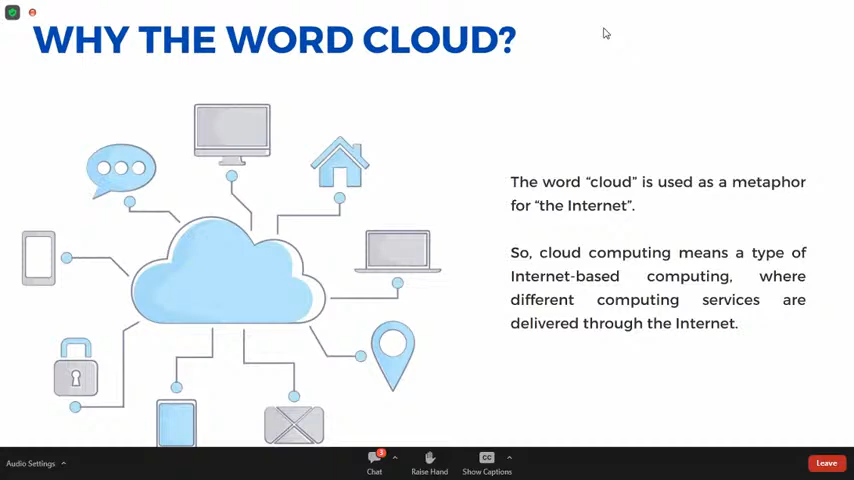 WHY THE WORD CLOUD?
The word “cloud” is used as a metaphor
for “the Internet”.
So, cloud computing means a type of
Internet-based computing, where
different computing services are
delivered through the Internet.
Audio Settings
3
Chat
Raise Hand
CC
Show Captions
Leave